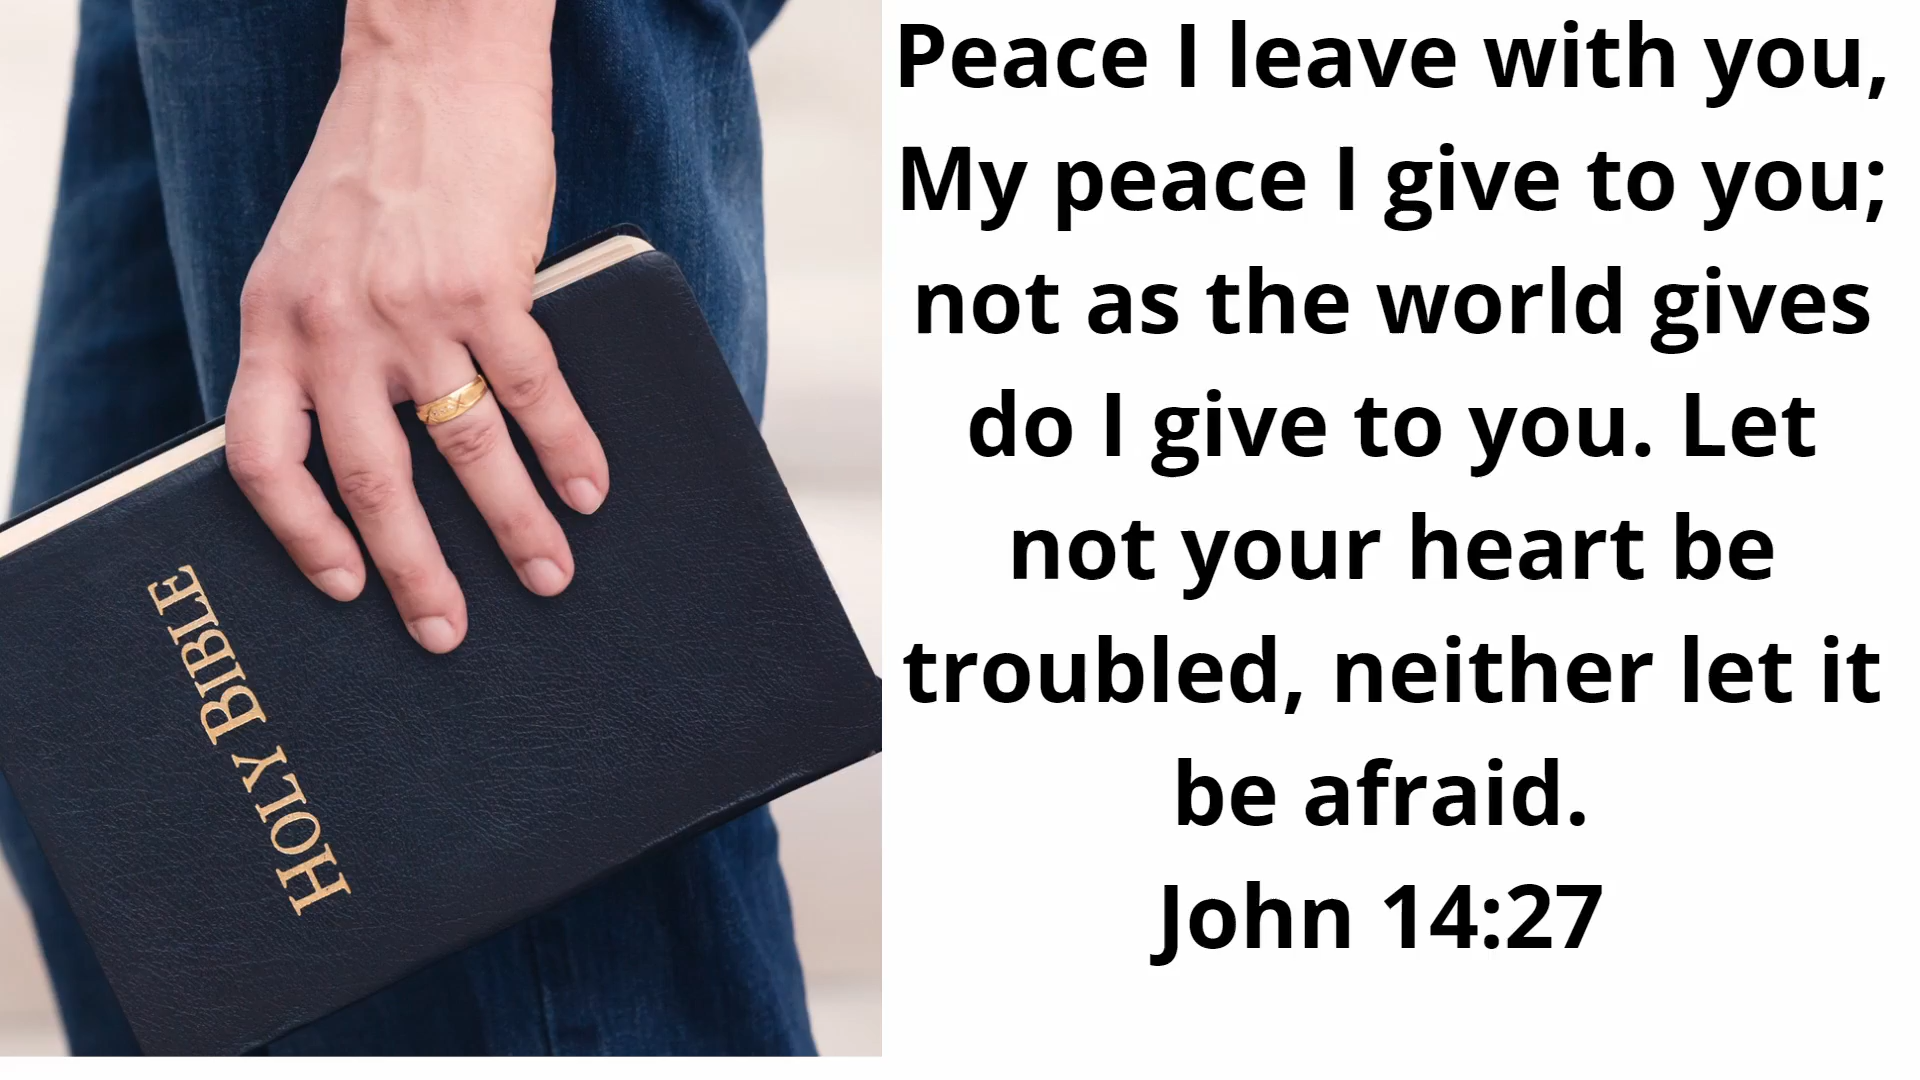 HOLY BIBLE
Peace I leave with you,
My peace I give to you;
not as the world gives
do I give to you. Let
not your heart be
troubled, neither let it
be afraid.
John 14:27